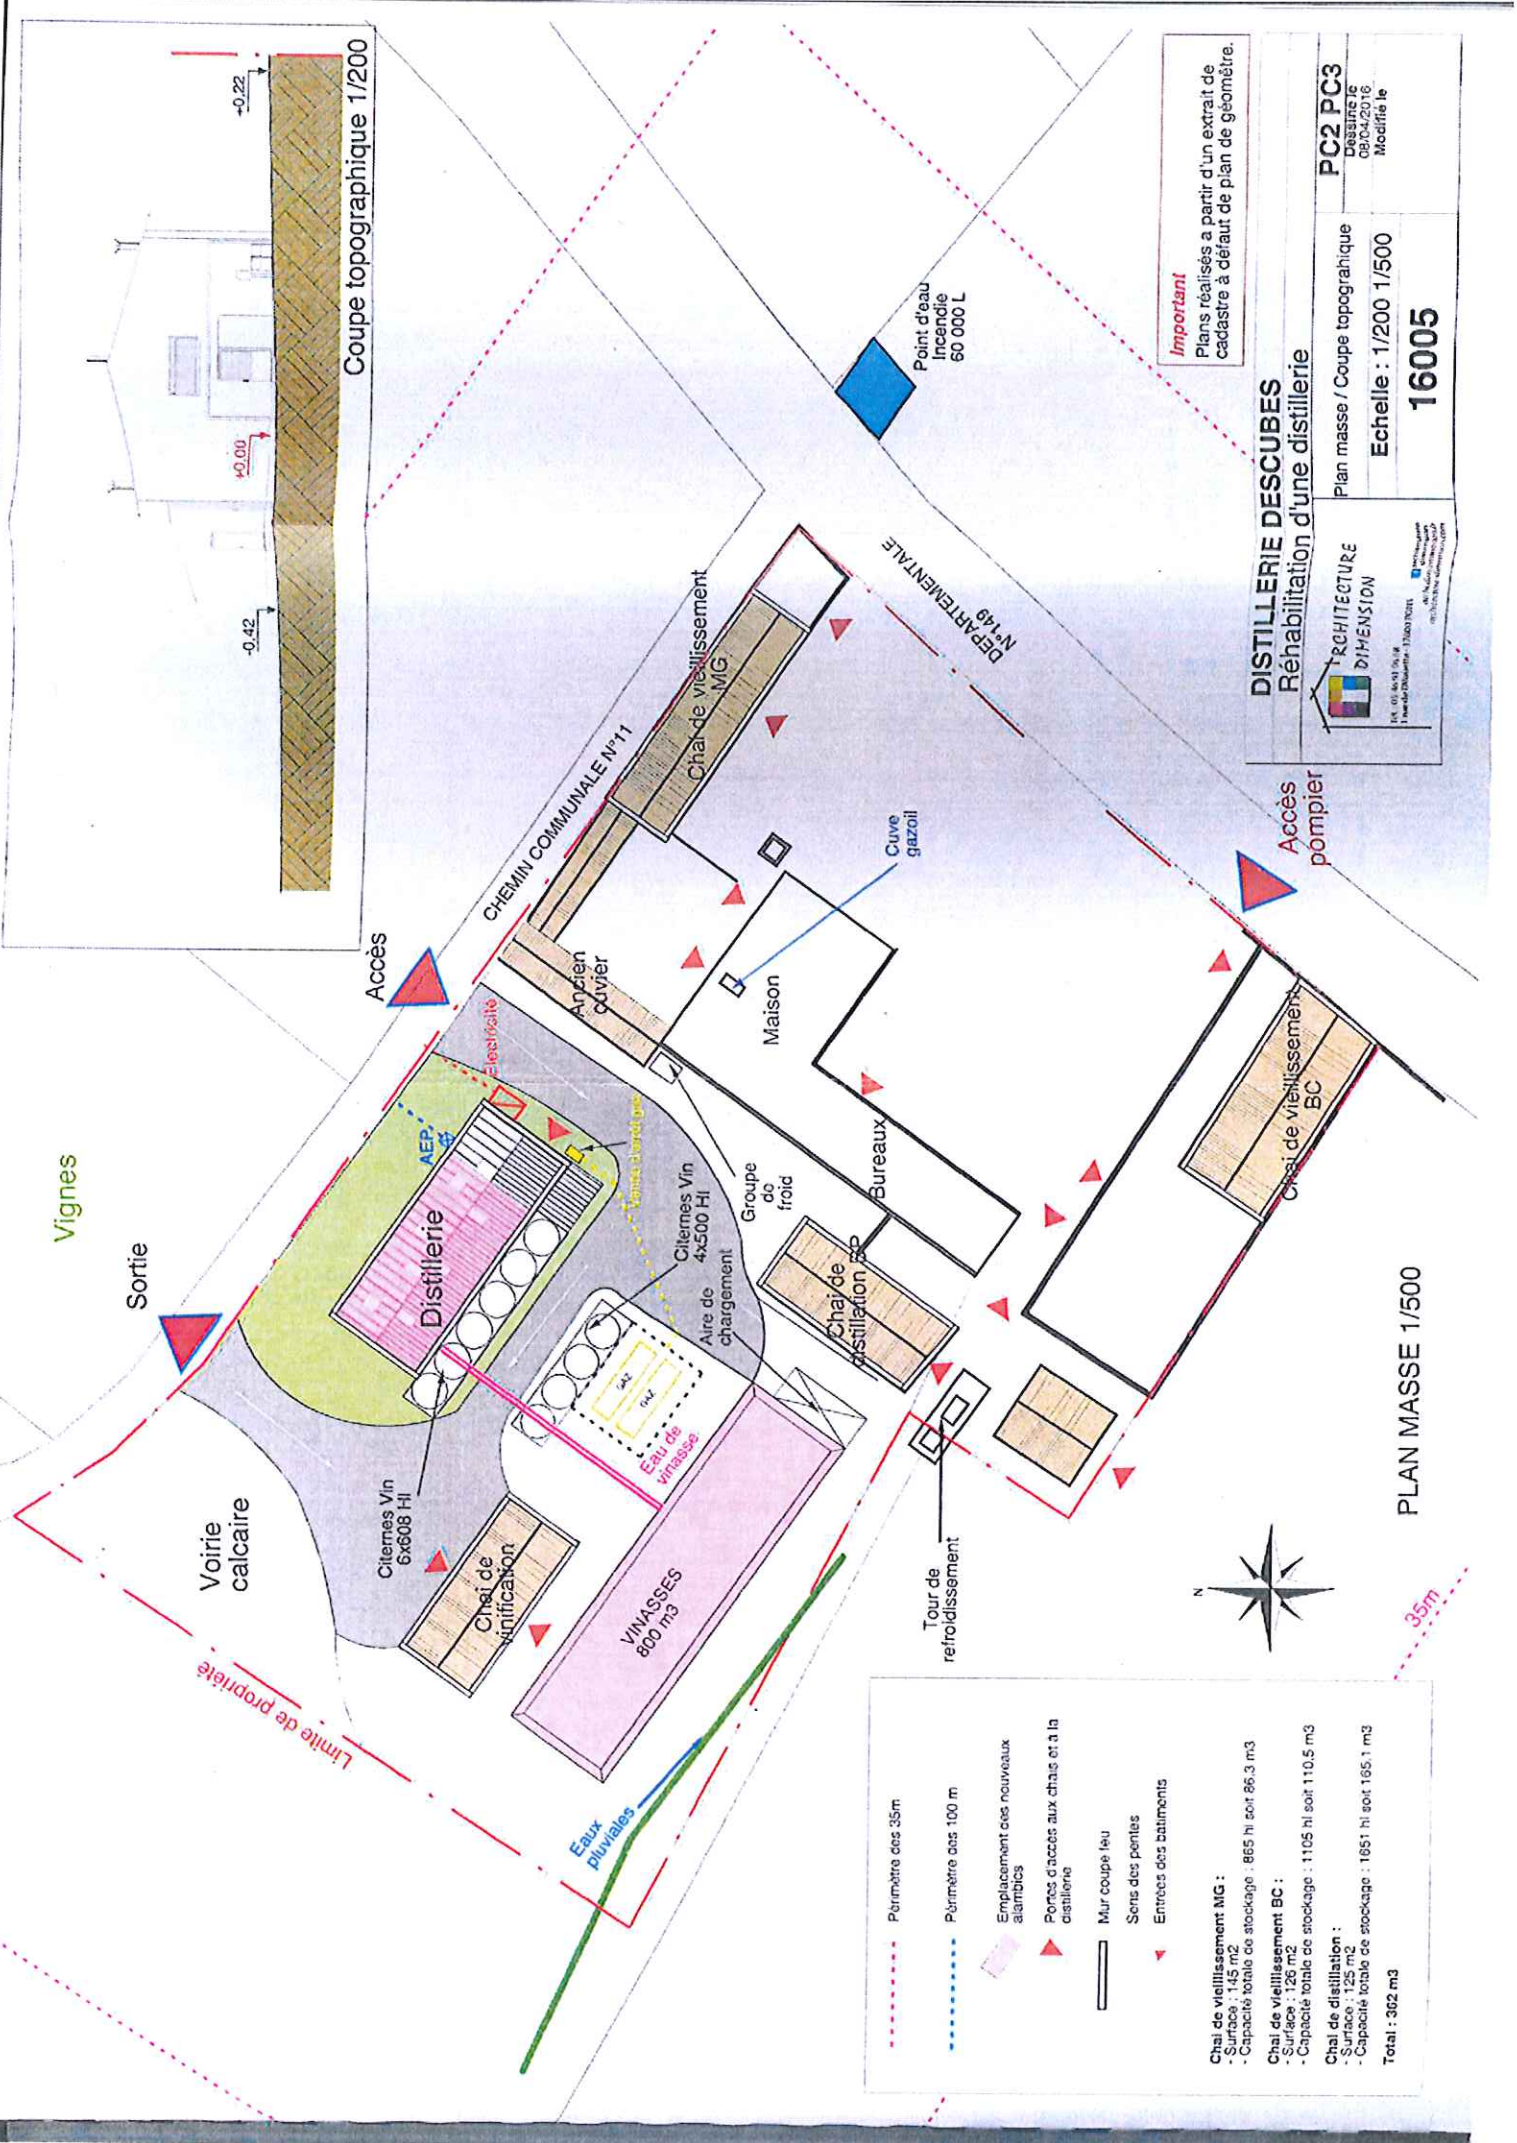 +0,22
+0,00
-0,42
Coupe topographique 1/200
Vignes
Sortie
Accès
CHEMIN COMMUNALE N°11
Voirie
calcaire
Limite de propriété
Citernes Vin
6x608 Hl
Distillerie
AEP
Electricité
Chai de
vinification
VINASSES
800 m3
Eau de
vinasse
GAZ
GAZ
Citernes Vin
4x500 Hl
Aire de
chargement
Groupe
de
froid
Ancien
cuvier
Chai de vieillissement
MG
Maison
Cuve
gazoil
Bureaux
Chai de
distillation BP
Tour de
refroidissement
Eaux
pluviales
Chai de vieillissement
BC
DEPARTEMENTALE
N°149
Point d'eau
Incendie
60 000 L
Accès
pompier
PLAN MASSE 1/500
N
35m
Périmètre des 35m
Périmètre des 100 m
Emplacement des nouveaux
alambics
Portes d'accès aux chais et à la
distillerie
Mur coupe feu
Sens des pentes
Entrées des bâtiments
Chai de vieillissement MG :
- Surface : 145 m2
- Capacité totale de stockage : 865 hl soit 86.3 m3
Chai de vieillissement BC :
- Surface : 126 m2
- Capacité totale de stockage : 1105 hl soit 110.5 m3
Chai de distillation :
- Surface : 125 m2
- Capacité totale de stockage : 1651 hl soit 165.1 m3
Total : 362 m3
Important
Plans réalisés a partir d'un extrait de
cadastre à défaut de plan de géomètre.
DISTILLERIE DESCUBES
Réhabilitation d'une distillerie
ARCHITECTURE
DIMENSION
Plan masse / Coupe topograhique
Echelle : 1/200 1/500
16005
PC2 PC3
Dessiné le
08/04/2016
Modifié le